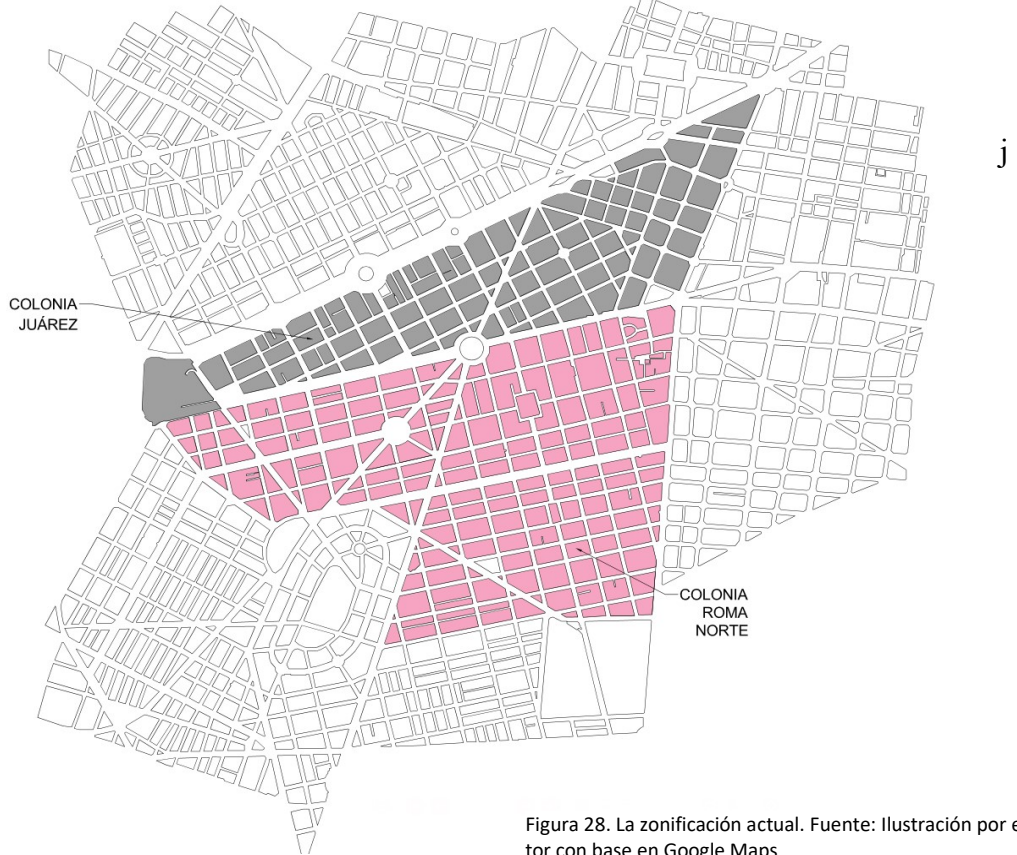 j
COLONIA
JUÁREZ
COLONIA
ROMA
NORTE
Figura 28. La zonificación actual. Fuente: Ilustración por e
tor con base en Google Maps